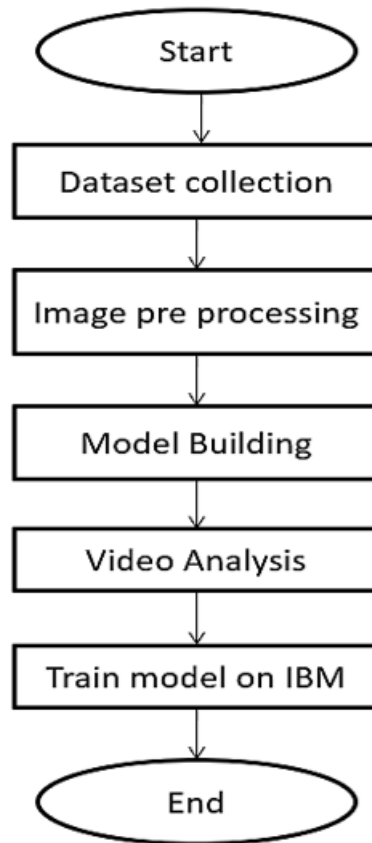 Start
Dataset collection
Image pre processing
Model Building
Video Analysis
Train model on IBM
End